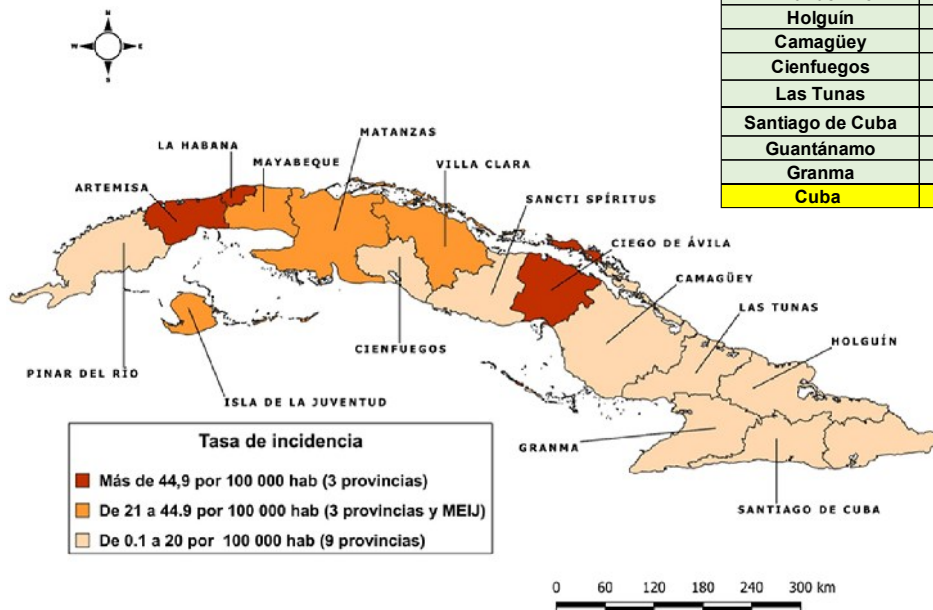 Holguín
Camagüey
Cienfuegos
Las Tunas
Santiago de Cuba
Guantánamo
Granma
Cuba
N
W E
S
MATANZAS
LA HABANA
MAYABEQUE
VILLA CLARA
ARTEMISA
SANCTI SPÍRITUS
CIEGO DE ÁVILA
CAMAGÜEY
LAS TUNAS
HOLGUÍN
CIENFUEGOS
PINAR DEL RÍO
ISLA DE LA JUVENTUD
GRANMA
SANTIAGO DE CUBA
Tasa de incidencia
Más de 44,9 por 100 000 hab (3 provincias)
De 21 a 44.9 por 100 000 hab (3 provincias y MEIJ)
De 0.1 a 20 por 100 000 hab (9 provincias)
0 60 120 180 240 300 km